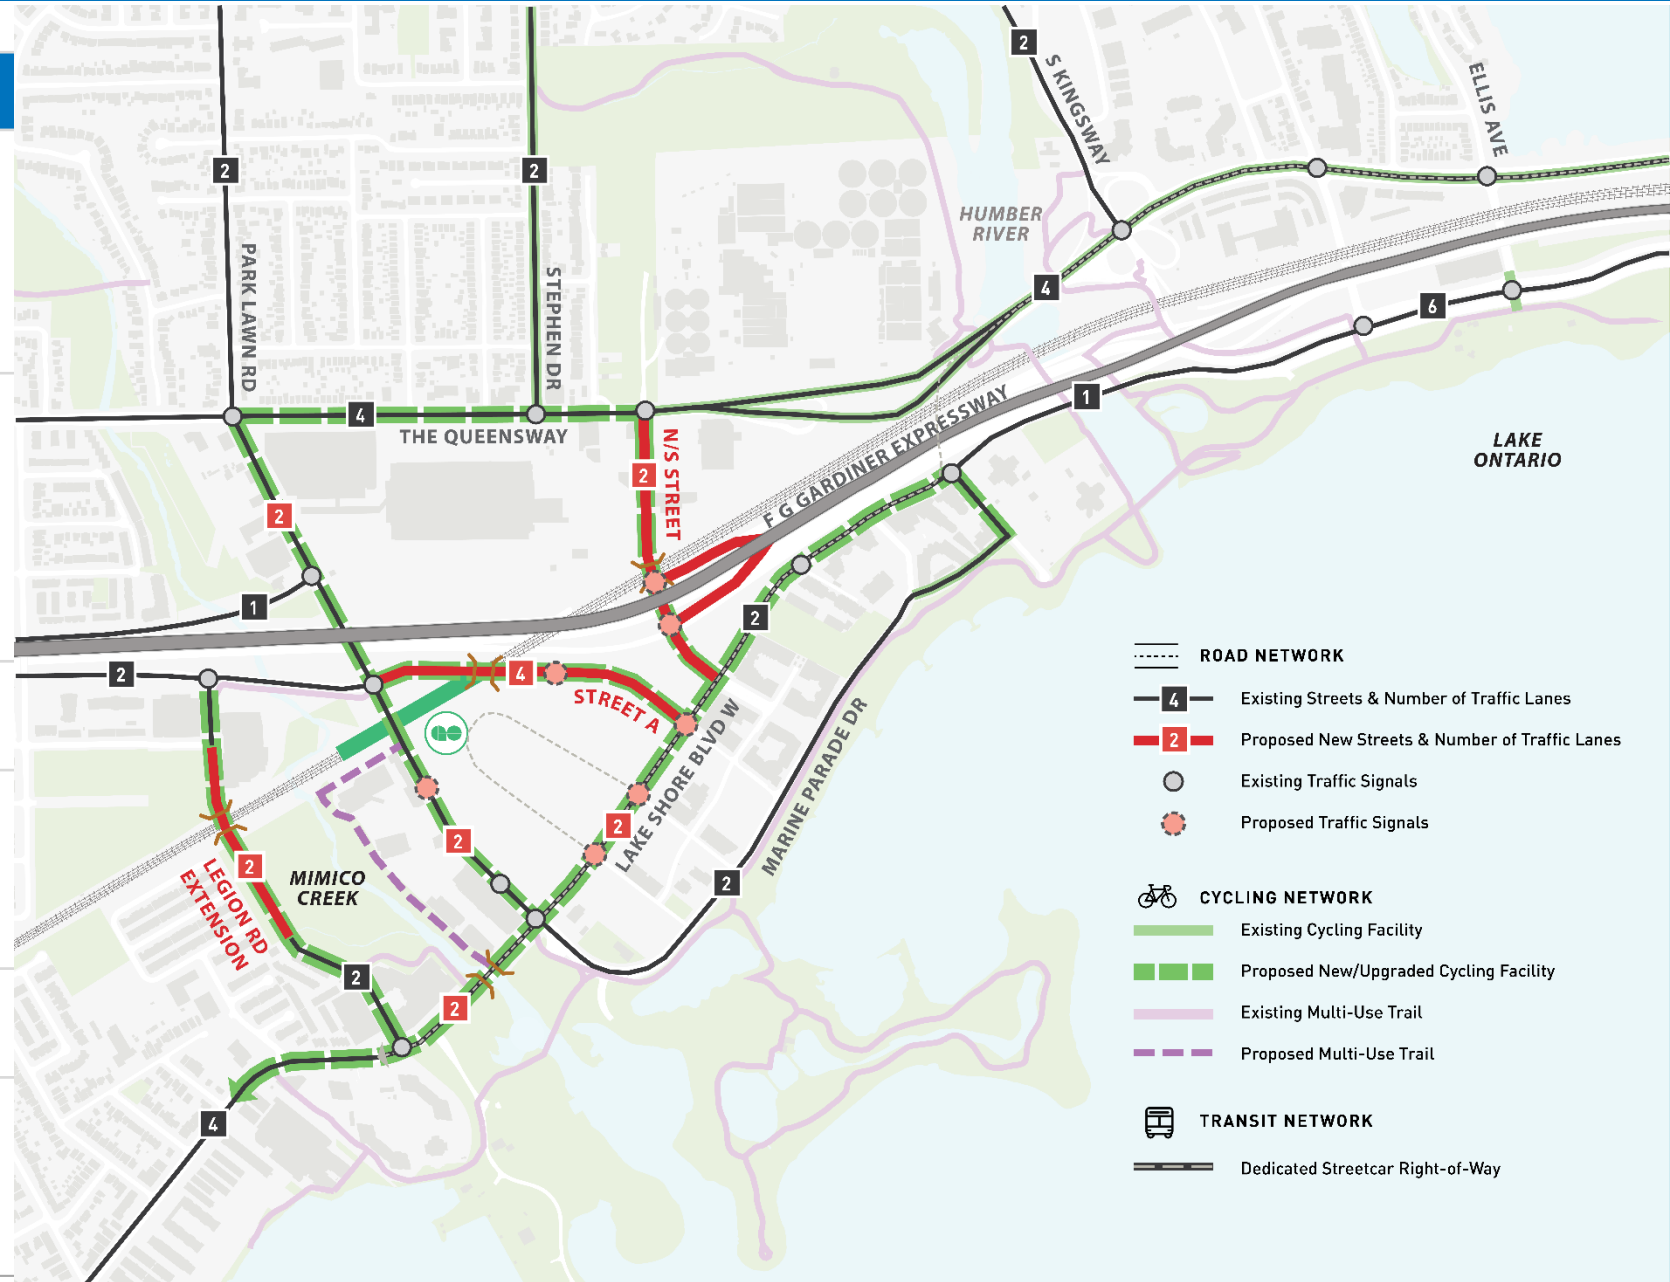 2
S KINGSWAY
ELLIS AVE
2
2
HUMBER
RIVER
PARK LAWN RD
STEPHEN DR
4
6
1
4
THE QUEENSWAY
N/S STREET
2
F G GARDINER EXPRESSWAY
LAKE
ONTARIO
2
1
2
2
4
STREET A
LAKE SHORE BLVD W
MARINE PARADE DR
2
2
2
LEGION RD
EXTENSION
MIMICO
CREEK
2
2
2
4
ROAD NETWORK
4 Existing Streets & Number of Traffic Lanes
2 Proposed New Streets & Number of Traffic Lanes
Existing Traffic Signals
Proposed Traffic Signals
CYCLING NETWORK
Existing Cycling Facility
Proposed New/Upgraded Cycling Facility
Existing Multi-Use Trail
Proposed Multi-Use Trail
TRANSIT NETWORK
Dedicated Streetcar Right-of-Way